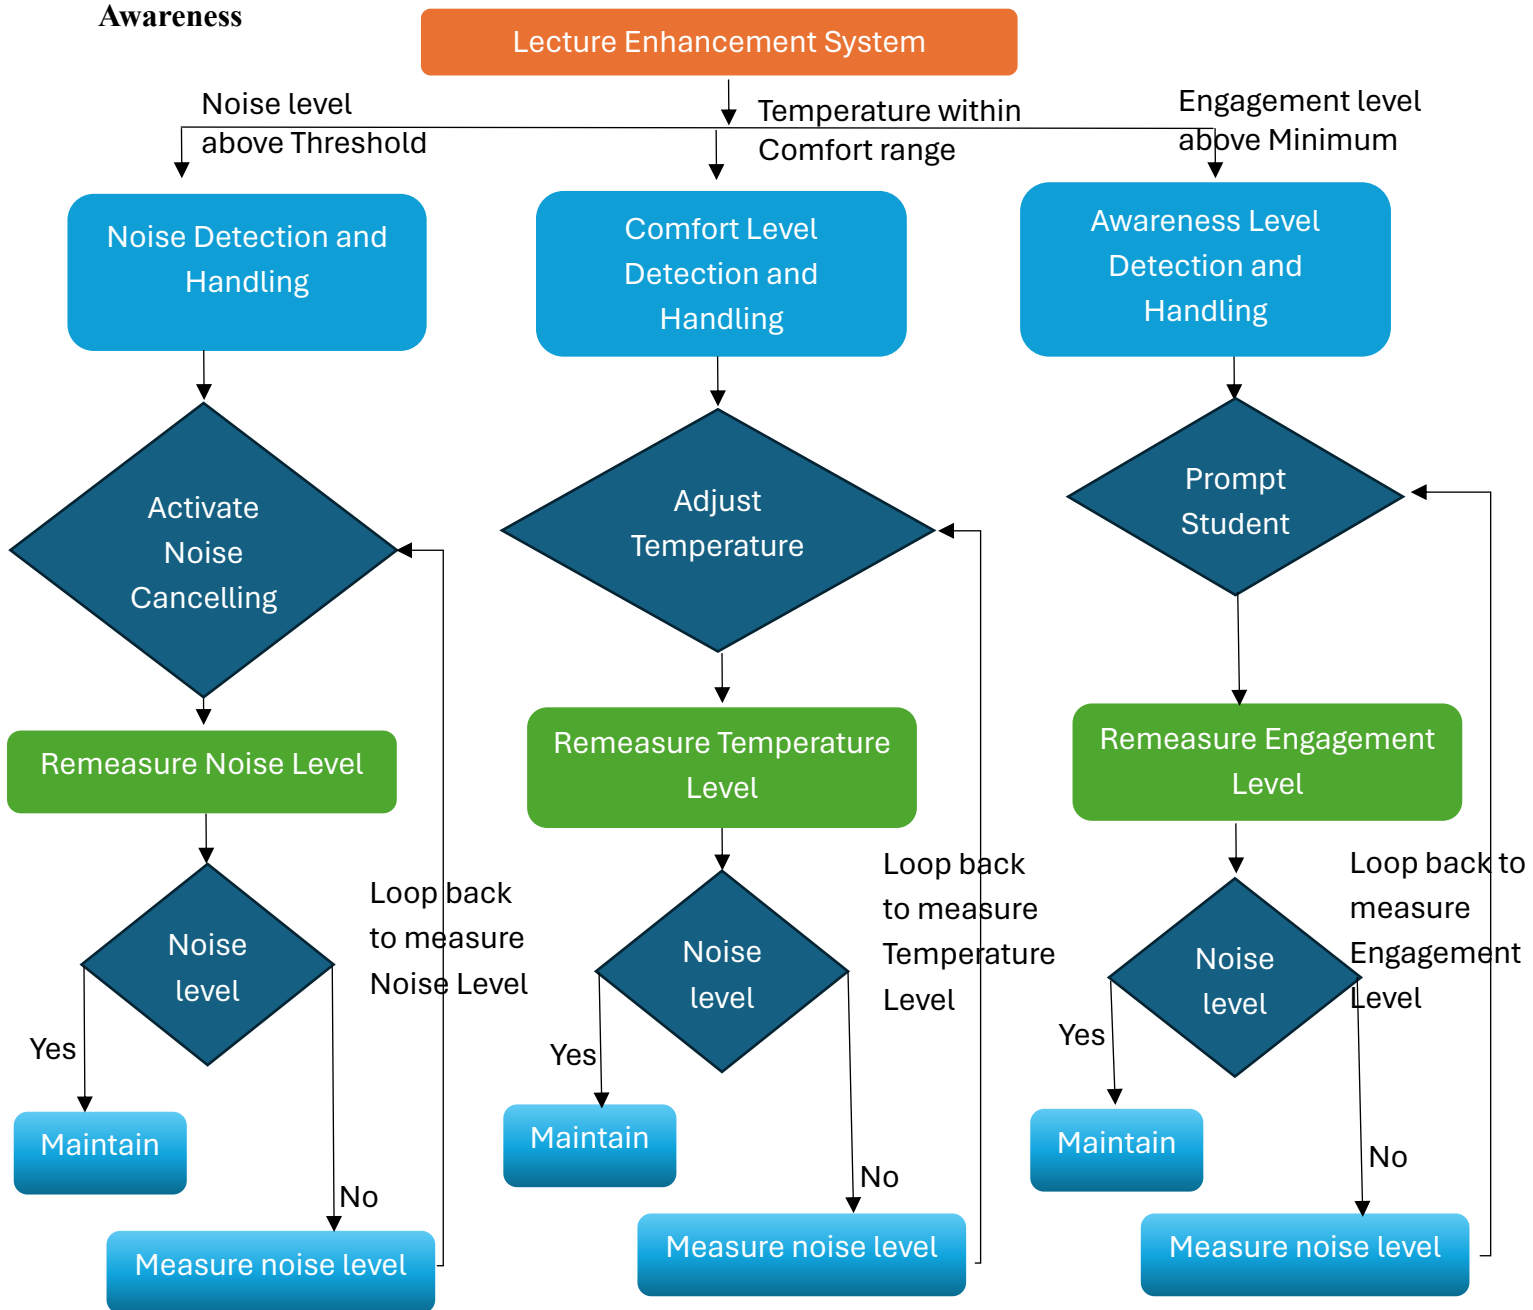 Awareness
Lecture Enhancement System
Noise level
above Threshold
Temperature within
Comfort range
Engagement level
above Minimum
Noise Detection and
Handling
Comfort Level
Detection and
Handling
Awareness Level
Detection and
Handling
Activate
Noise
Cancelling
Adjust
Temperature
Prompt
Student
Remeasure Noise Level
Remeasure Temperature
Level
Remeasure Engagement
Level
Noise
level
Loop back
to measure
Noise Level
Noise
level
Loop back
to measure
Temperature
Level
Noise
level
Loop back to
measure
Engagement
Level
Yes
Yes
Yes
Maintain
Maintain
Maintain
No
No
No
Measure noise level
Measure noise level
Measure noise level